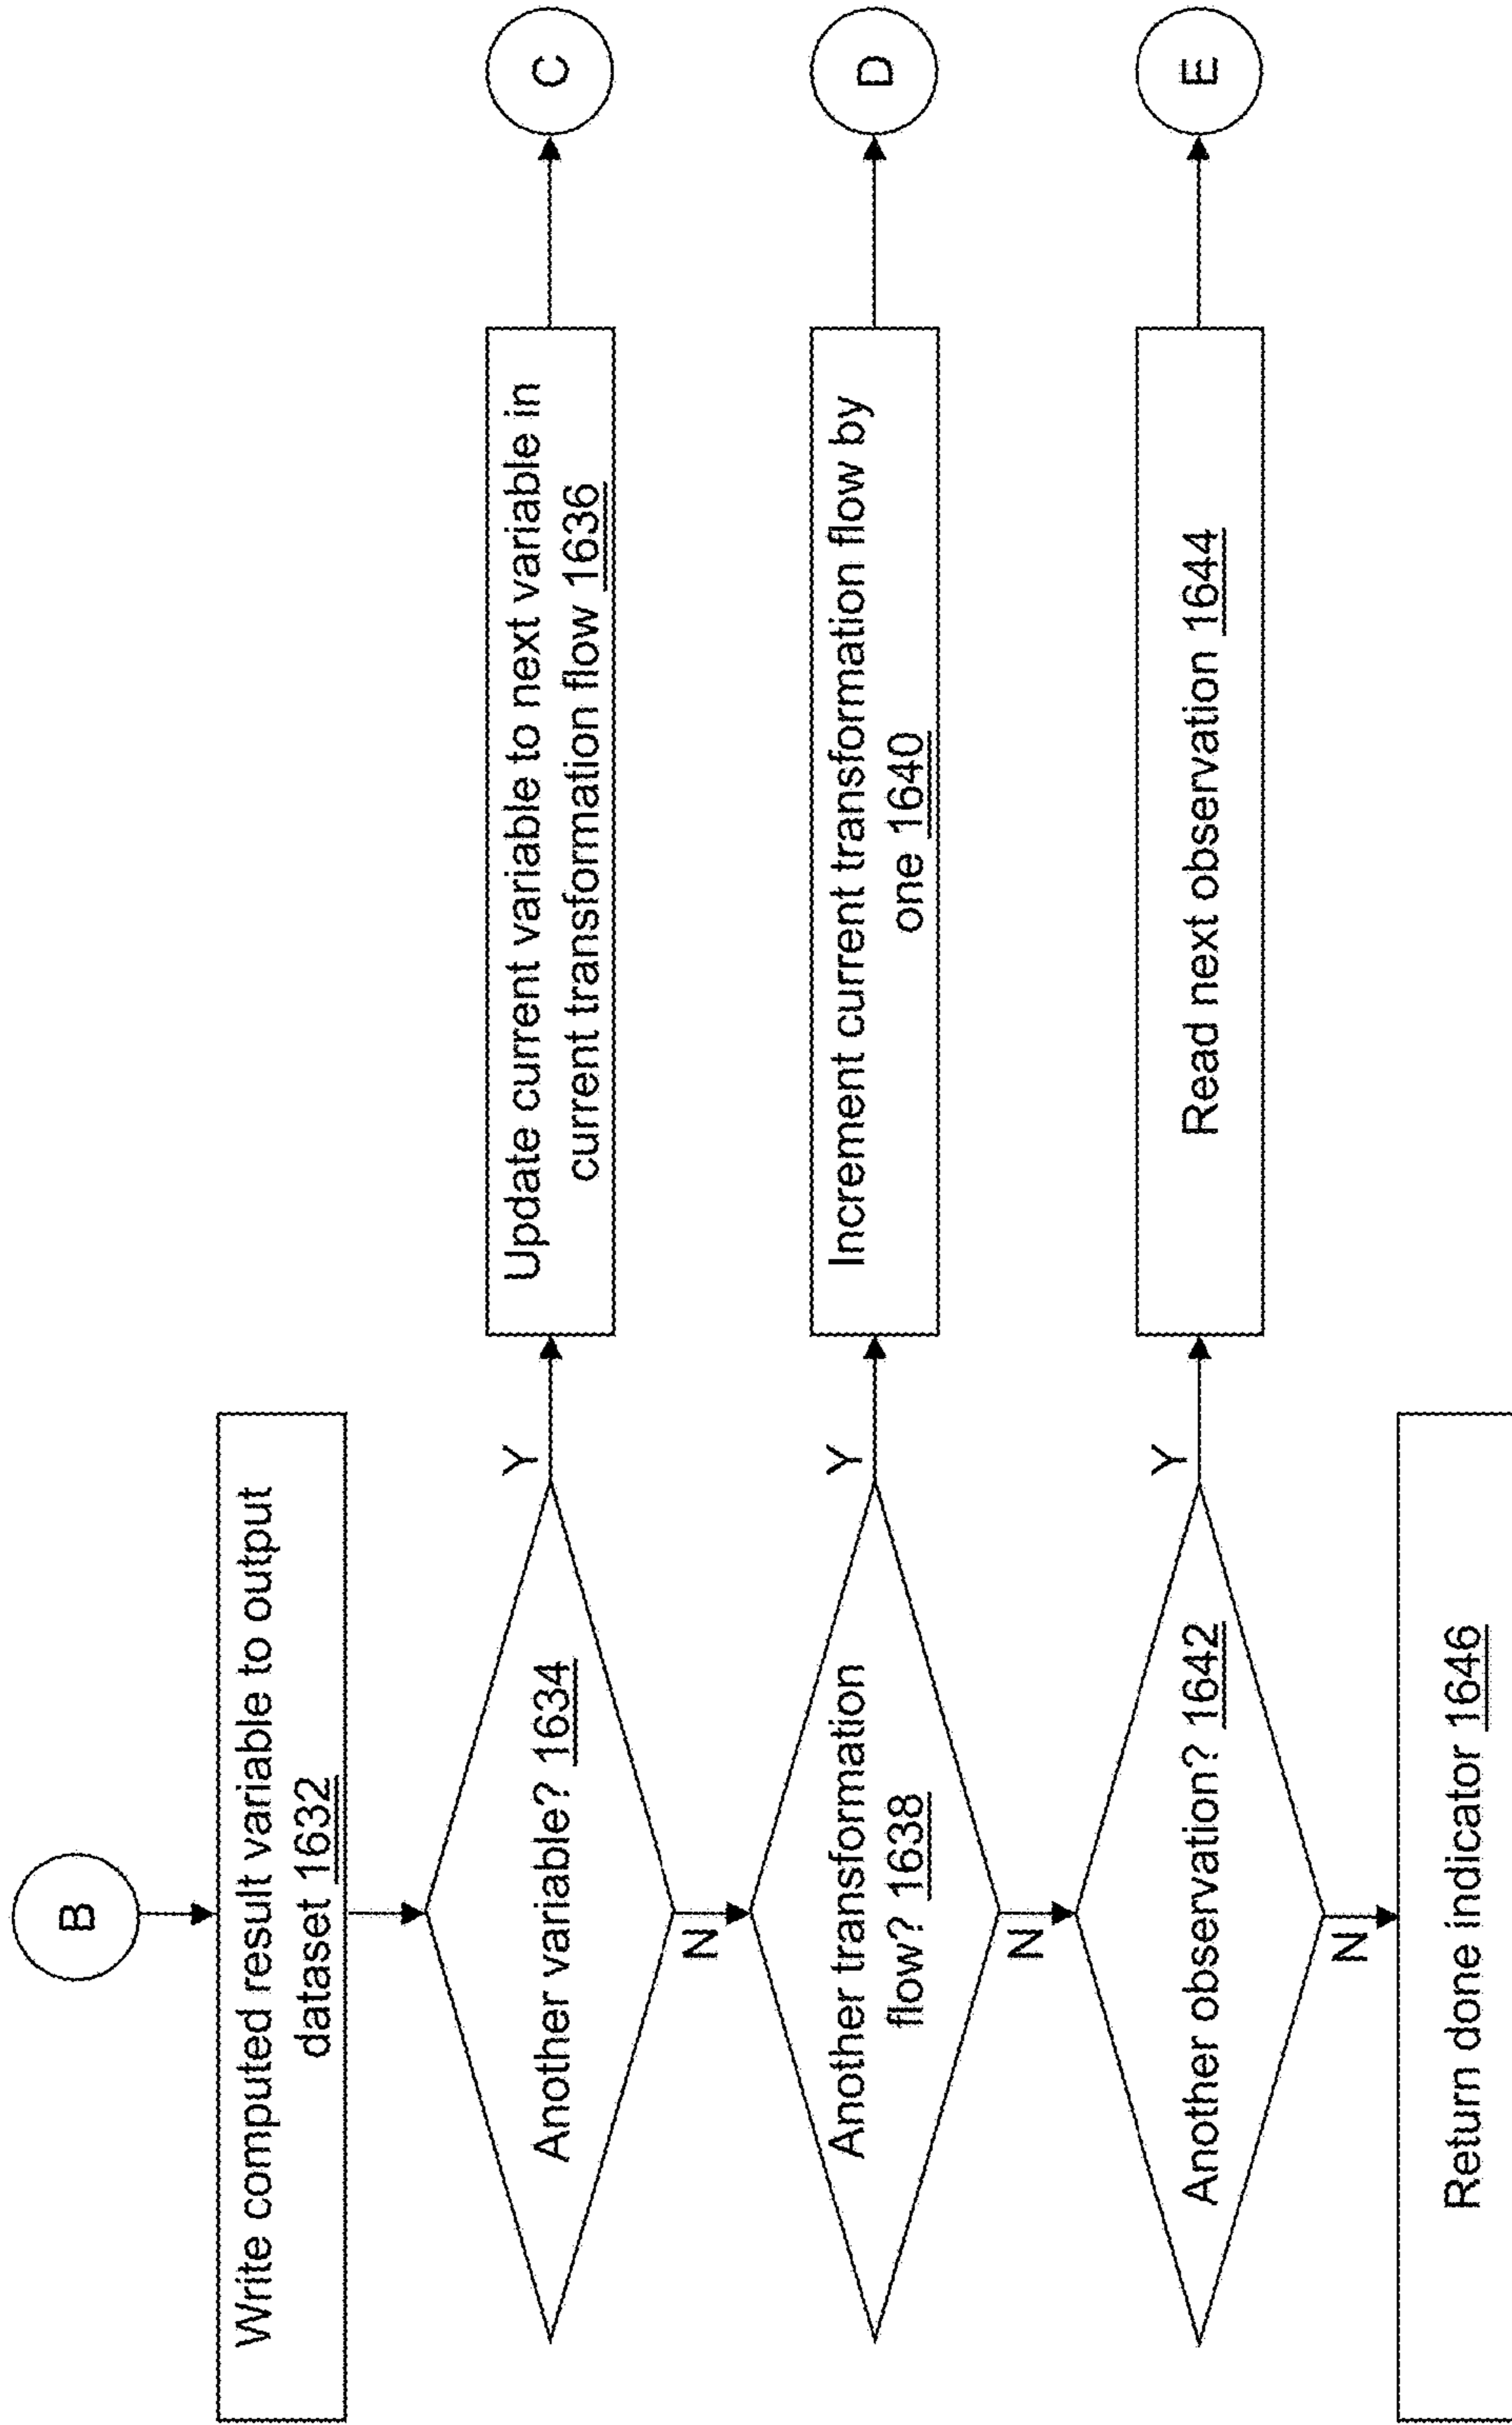 B
Write computed result variable to output
dataset 1632
Another variable? 1634
Y
Update current variable to next variable in
current transformation flow 1636
C
N
Another transformation
flow? 1638
Y
Increment current transformation flow by
one 1640
D
N
Another observation? 1642
Y
Read next observation 1644
E
N
Return done indicator 1646